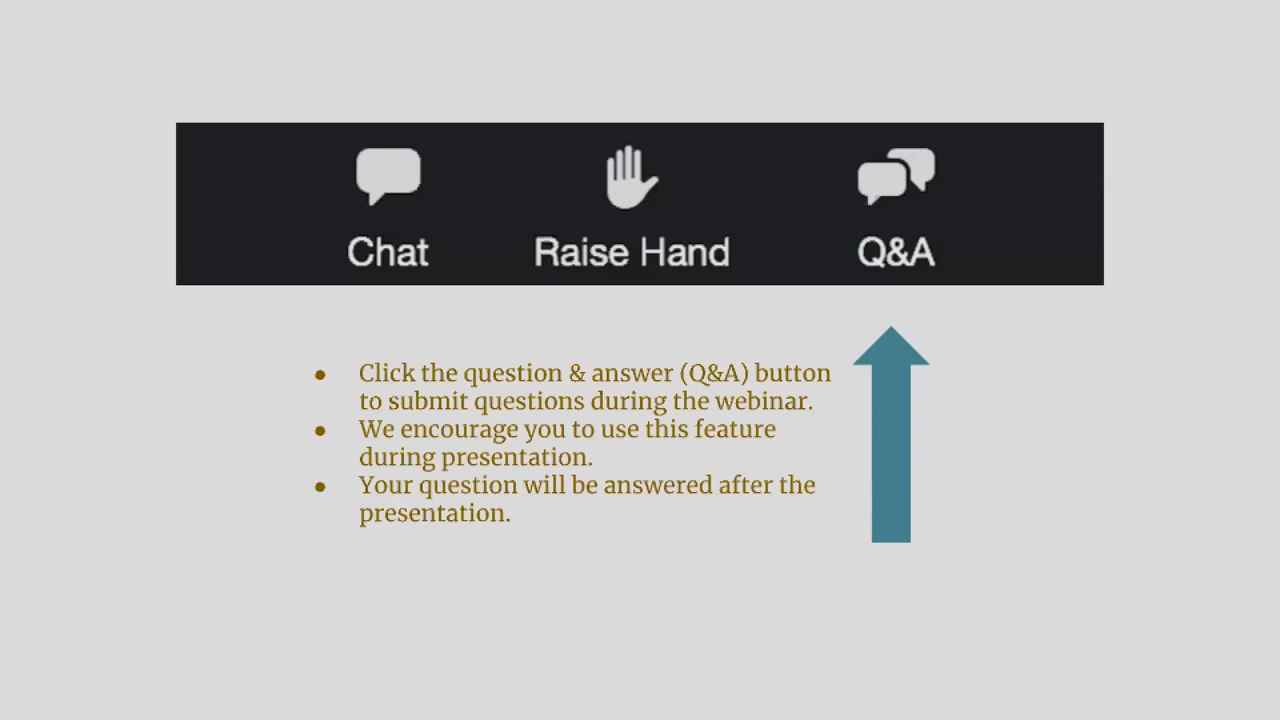 Chat Raise Hand Q&A
● Click the question & answer (Q&A) button
to submit questions during the webinar.
● We encourage you to use this feature
during presentation.
● Your question will be answered after the
presentation.